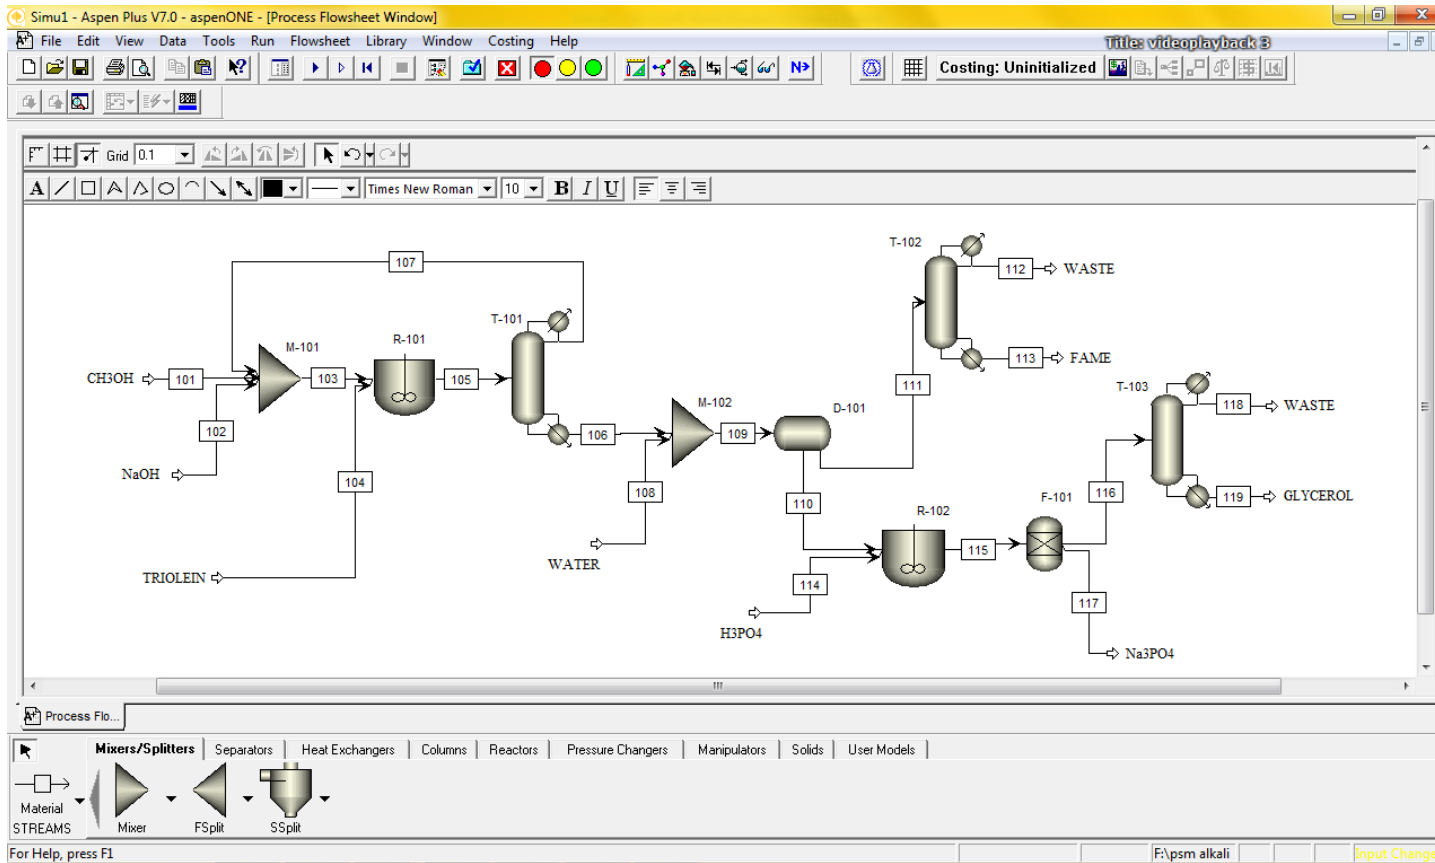 Simu1 - Aspen Plus V7.0 - aspenONE - [Process Flowsheet Window]
File Edit View Data Tools Run Flowsheet Library Window Costing Help
Title: videoplayback 3
N>
Costing: Uninitialized
Grid 0.1
A
Times New Roman
10
B I U
T-102
107
112
WASTE
T-101
M-101
R-101
113
FAME
CH3OH
101
103
105
111
T-103
M-102
D-101
118
WASTE
102
106
109
NaOH
104
108
110
R-102
F-101
116
119
GLYCEROL
WATER
115
TRIOLEIN
114
117
H3PO4
Na3PO4
Process Flo...
Mixers/Splitters Separators Heat Exchangers Columns Reactors Pressure Changers Manipulators Solids User Models
Material
STREAMS
Mixer
FSplit
SSplit
For Help, press F1
F:\psm alkali
Input Change